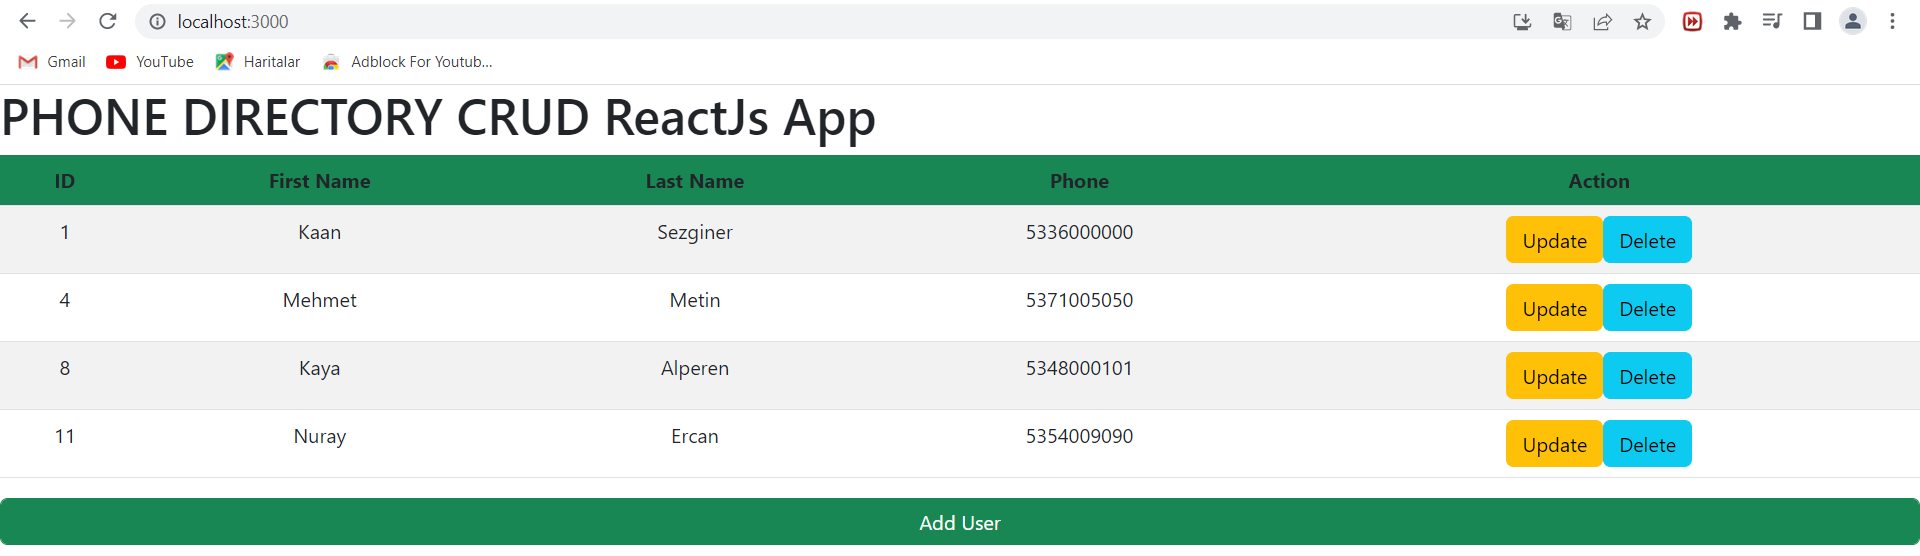 localhost:3000
Gmail YouTube Haritalar Adblock For Youtub...
PHONE DIRECTORY CRUD ReactJs App
ID First Name Last Name Phone Action
1 Kaan Sezginer 5336000000 Update Delete
4 Mehmet Metin 5371005050 Update Delete
8 Kaya Alperen 5348000101 Update Delete
11 Nuray Ercan 5354009090 Update Delete
Add User